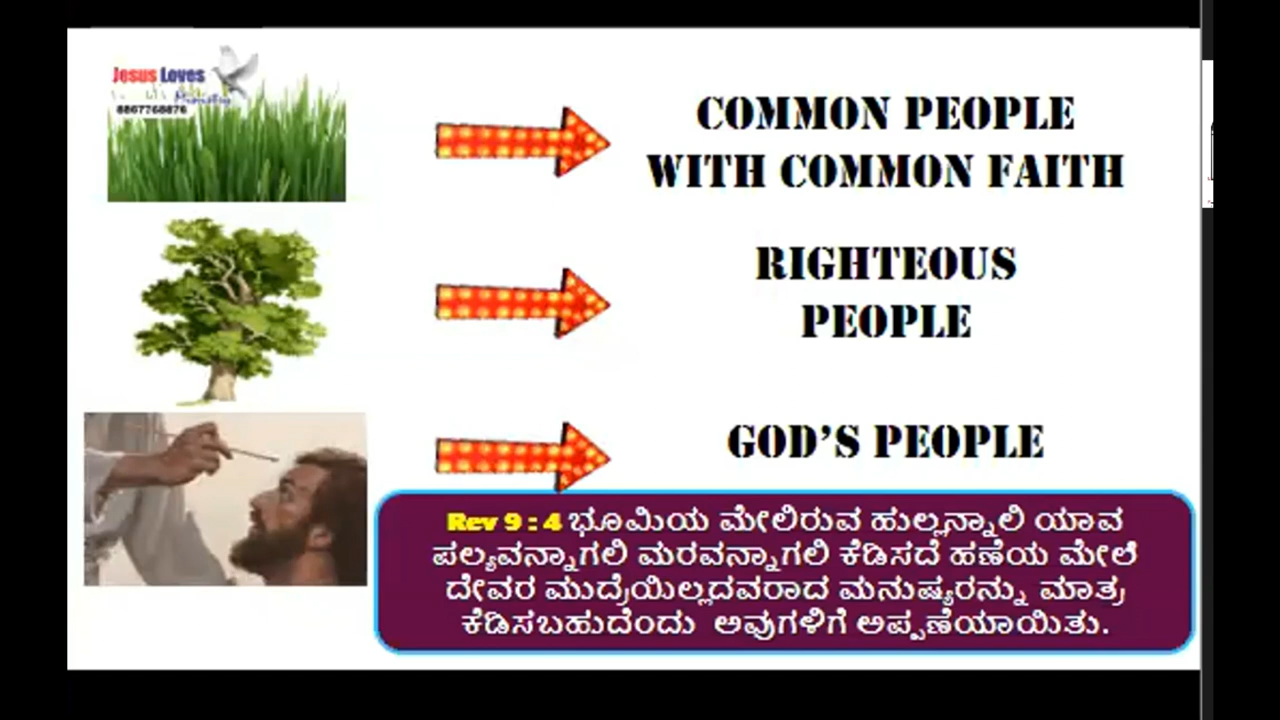 Jesus Loves
Ministry
8867768876
COMMON PEOPLE
WITH COMMON FAITH
RIGHTEOUS
PEOPLE
GOD'S PEOPLE
Rev 9 : 4 ಭೂಮಿಯ ಮೇಲಿರುವ ಹುಲ್ಲನ್ನಾಲಿ ಯಾವ
ಪಲ್ಯವನ್ನಾಗಲಿ ಮರವನ್ನಾಗಲಿ ಕೆಡಿಸದೆ ಹಣೆಯ ಮೇಲೆ
ದೇವರ ಮುದ್ರೆಯಿಲ್ಲದವರಾದ ಮನುಷ್ಯರನ್ನು ಮಾತ್ರ
ಕೆಡಿಸಬಹುದೆಂದು ಅವುಗಳಿಗೆ ಅಪ್ಪಣೆಯಾಯಿತು.